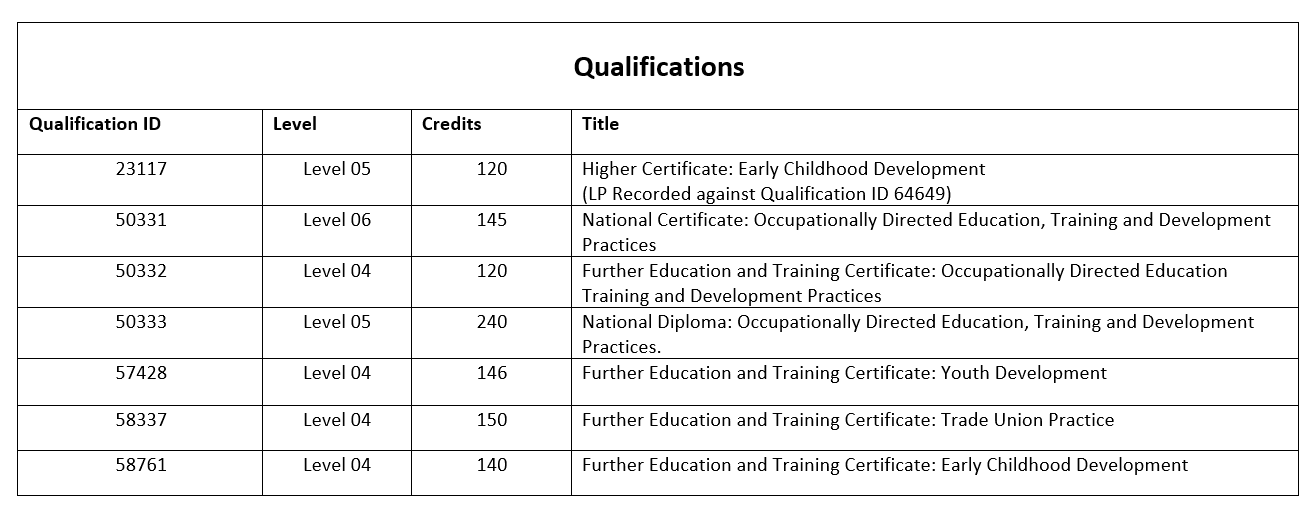 Qualifications
Qualification ID Level Credits Title
23117 Level 05 120 Higher Certificate: Early Childhood Development
(LP Recorded against Qualification ID 64649)
50331 Level 06 145 National Certificate: Occupationally Directed Education, Training and Development
Practices
50332 Level 04 120 Further Education and Training Certificate: Occupationally Directed Education
Training and Development Practices
50333 Level 05 240 National Diploma: Occupationally Directed Education, Training and Development
Practices.
57428 Level 04 146 Further Education and Training Certificate: Youth Development
58337 Level 04 150 Further Education and Training Certificate: Trade Union Practice
58761 Level 04 140 Further Education and Training Certificate: Early Childhood Development